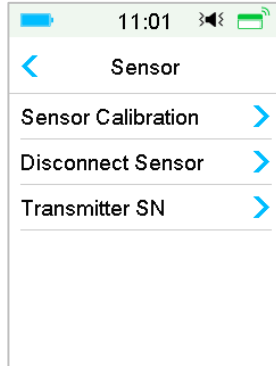 11:01
Sensor
Sensor Calibration
Disconnect Sensor
Transmitter SN